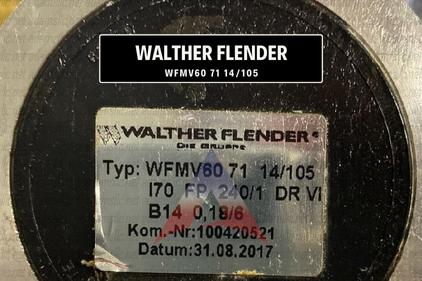 WALTHER FLENDER
WFMV60 71 14/105
WALTHER FLENDER
DIE GRUPPE
Typ: WFMV60 71 14/105
I70 FP 240/1 DR VI
B14 0,18/6
Kom.-Nr:100420521
Datum:31.08.2017